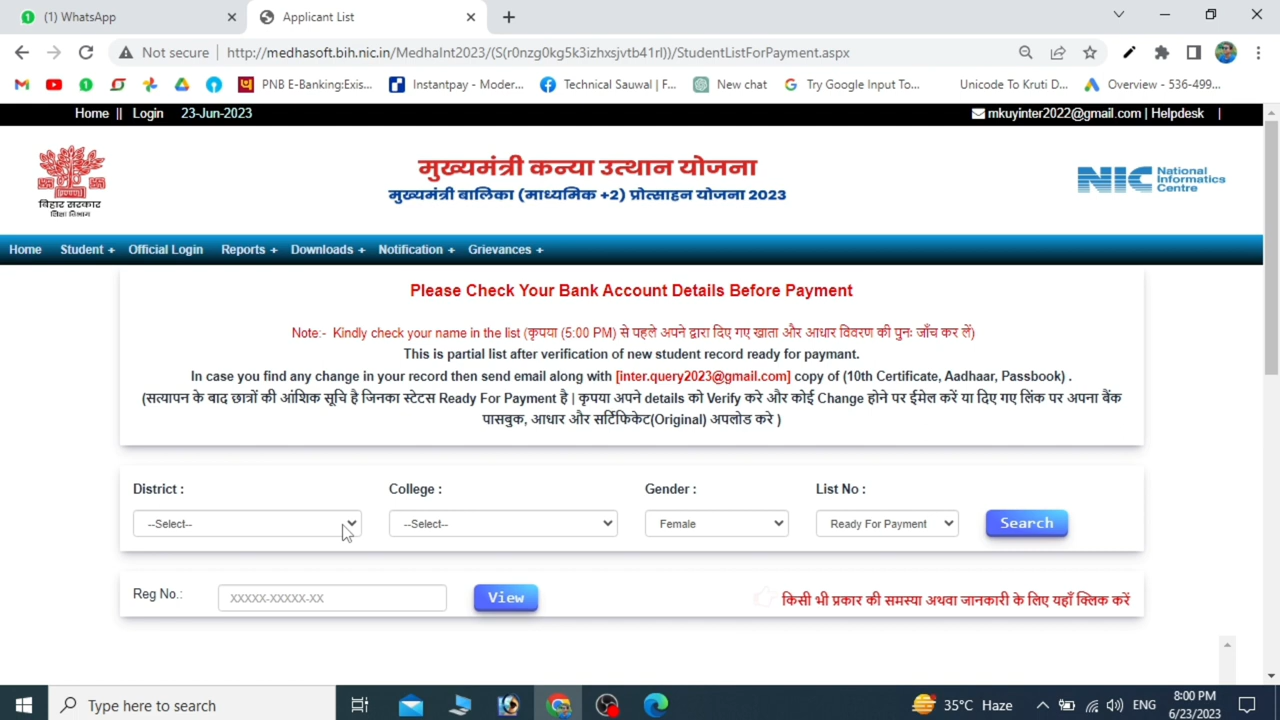 (1) WhatsApp
Applicant List
Not secure
http://medhasoft.bih.nic.in/MedhaInt2023/(S(r0nzg0kg5k3izhxsjvtb41rl))/StudentListForPayment.aspx
PNB E-Banking:Exis... Instantpay - Moder... Technical Sauwal | F... New chat Try Google Input To... Unicode To Kruti D... Overview - 536-499...
Home || Login 23-Jun-2023
mkuyinter2022@gmail.com | Helpdesk |
मुख्यमंत्री कन्या उत्थान योजना
मुख्यमंत्री बालिका (माध्यमिक +2) प्रोत्साहन योजना 2023
बिहार सरकार
शिक्षा विभाग
NIC National Informatics Centre
Home Student + Official Login Reports + Downloads + Notification + Grievances +
Please Check Your Bank Account Details Before Payment
Note:- Kindly check your name in the list (कृपया (5:00 PM) से पहले अपने द्वारा दिए गए खाता और आधार विवरण की पुनः जाँच कर लें)
This is partial list after verification of new student record ready for paymant.
In case you find any change in your record then send email along with [inter.query2023@gmail.com] copy of (10th Certificate, Aadhaar, Passbook) .
(सत्यापन के बाद छात्रों की आंशिक सूचि है जिनका स्टेटस Ready For Payment है | कृपया अपने details को Verify करे और कोई Change होने पर ईमेल करें या दिए गए लिंक पर अपना बैंक
पासबुक, आधार और सर्टिफिकेट(Original) अपलोड करे )
District : College : Gender : List No :
--Select-- --Select-- Female Ready For Payment Search
Reg No.: XXXXX-XXXXX-XX View किसी भी प्रकार की समस्या अथवा जानकारी के लिए यहाँ क्लिक करें
Type here to search
35°C Haze
ENG
8:00 PM
6/23/2023